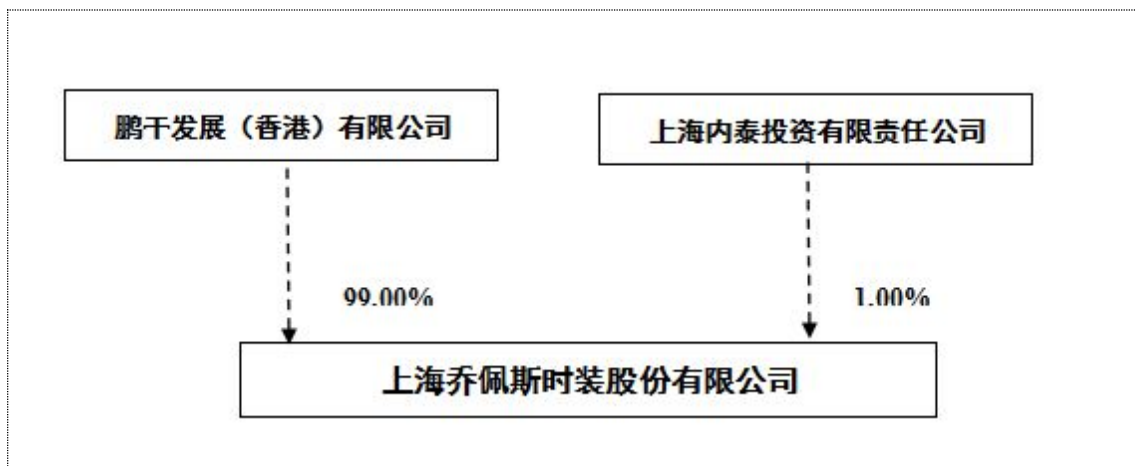 鹏干发展（香港）有限公司
上海内泰投资有限责任公司
99.00%
1.00%
上海乔佩斯时装股份有限公司